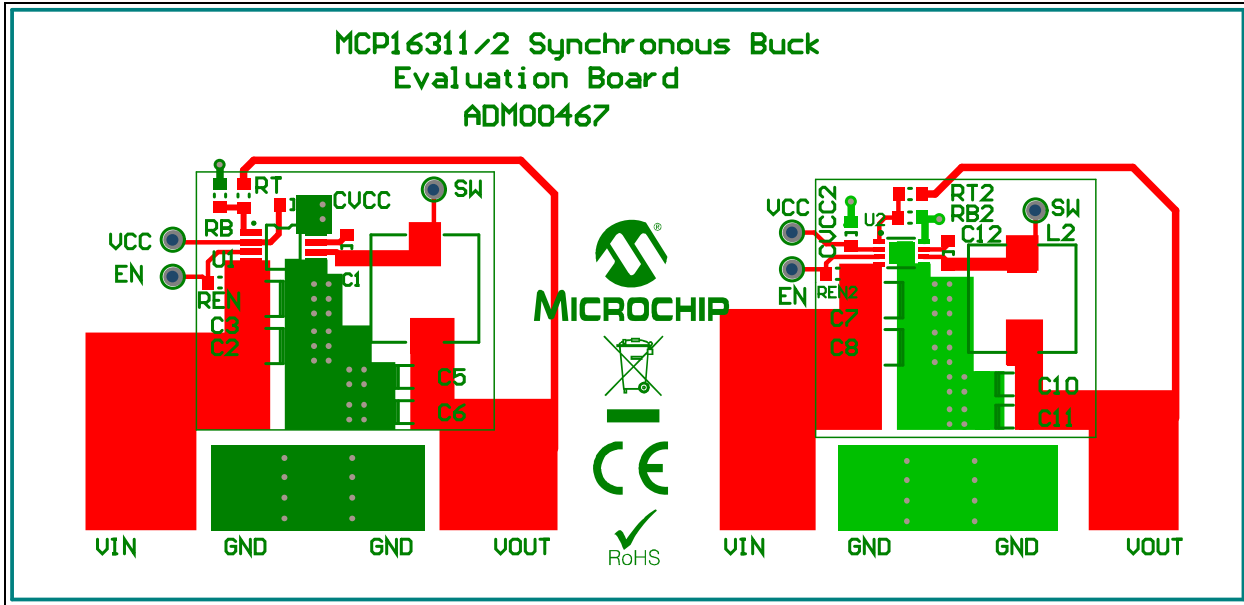 MCP16311/2 Synchronous Buck
Evaluation Board
ADM00467
RT
CVCC
SW
RB
VCC
EN
U1
REN
C1
C3
C2
C5
C6
VIN
GND
GND
VOUT
®
MICROCHIP
CE
RoHS
CVCC2
U2
RT2
RB2
SW
VCC
C12
L2
EN
REN2
C7
C8
C10
C11
VIN
GND
GND
VOUT